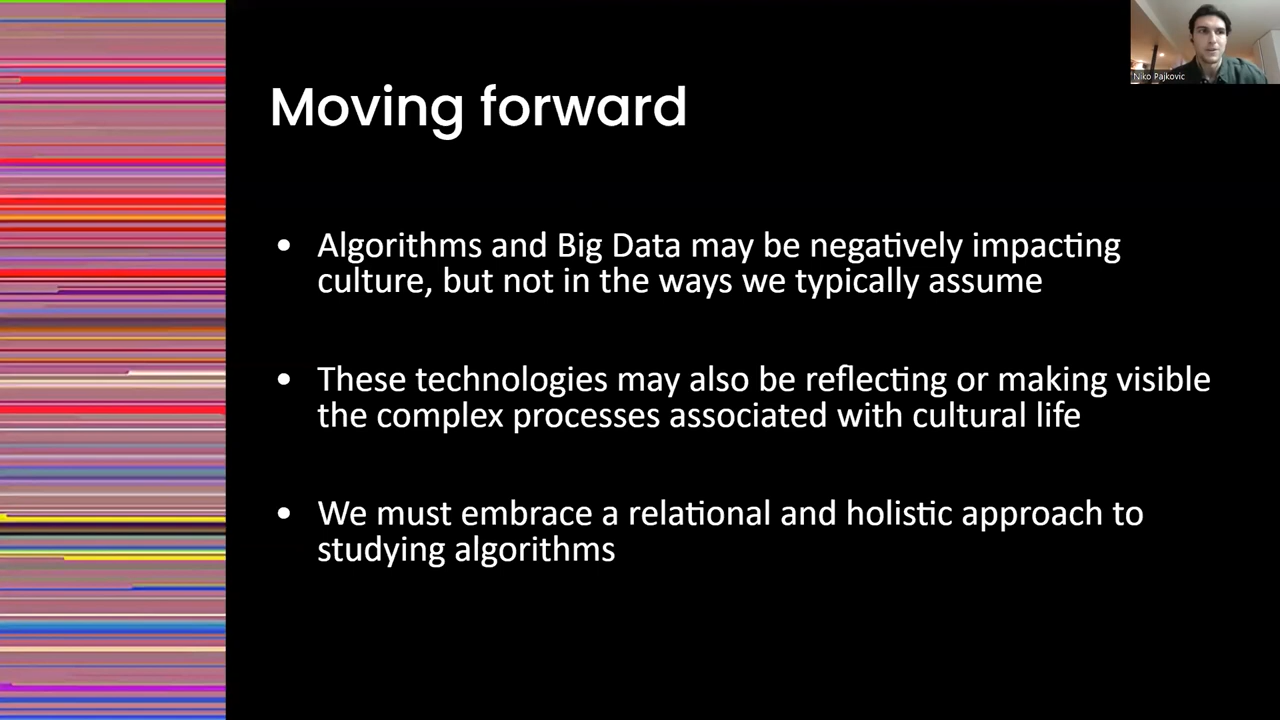 Niko Pajkovic
Moving forward
• Algorithms and Big Data may be negatively impacting
culture, but not in the ways we typically assume
• These technologies may also be reflecting or making visible
the complex processes associated with cultural life
• We must embrace a relational and holistic approach to
studying algorithms